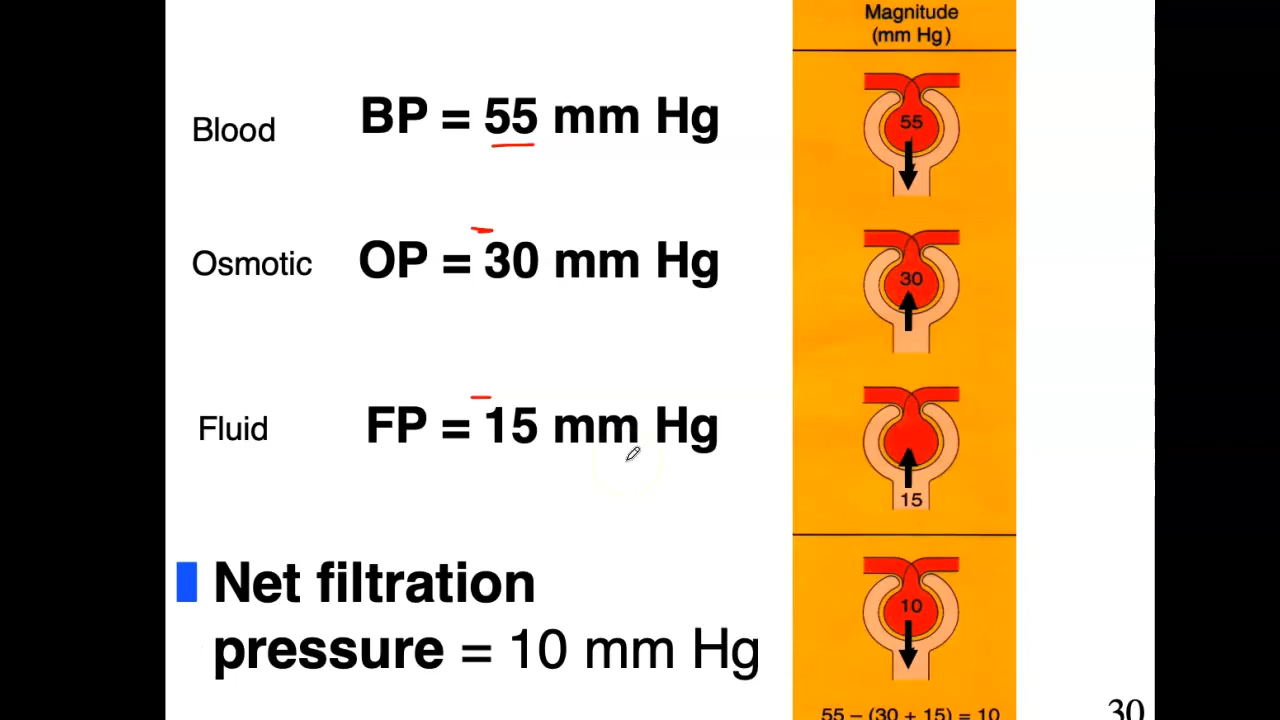 Magnitude
(mm Hg)
Blood BP = 55 mm Hg
55
Osmotic OP = 30 mm Hg
30
Fluid FP = 15 mm Hg
15
Net filtration
pressure = 10 mm Hg
10
55 – (30 + 15) = 10
30